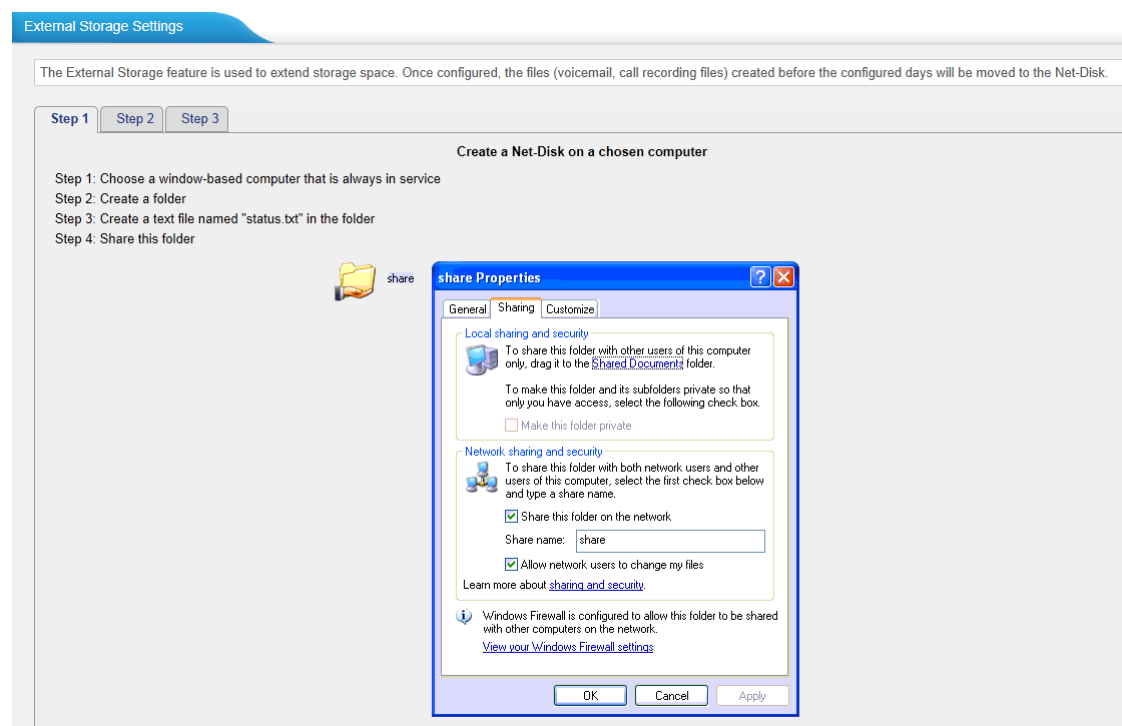 External Storage Settings
The External Storage feature is used to extend storage space. Once configured, the files (voicemail, call recording files) created before the configured days will be moved to the Net-Disk.
Step 1 Step 2 Step 3
Create a Net-Disk on a chosen computer
Step 1: Choose a window-based computer that is always in service
Step 2: Create a folder
Step 3: Create a text file named "status.txt" in the folder
Step 4: Share this folder
share
share Properties
General Sharing Customize
Local sharing and security
To share this folder with other users of this computer
only, drag it to the Shared Documents folder.
To make this folder and its subfolders private so that
only you have access, select the following check box.
Make this folder private
Network sharing and security
To share this folder with both network users and other
users of this computer, select the first check box below
and type a share name.
Share this folder on the network
Share name: share
Allow network users to change my files
Learn more about sharing and security.
Windows Firewall is configured to allow this folder to be shared
with other computers on the network.
View your Windows Firewall settings
OK Cancel Apply